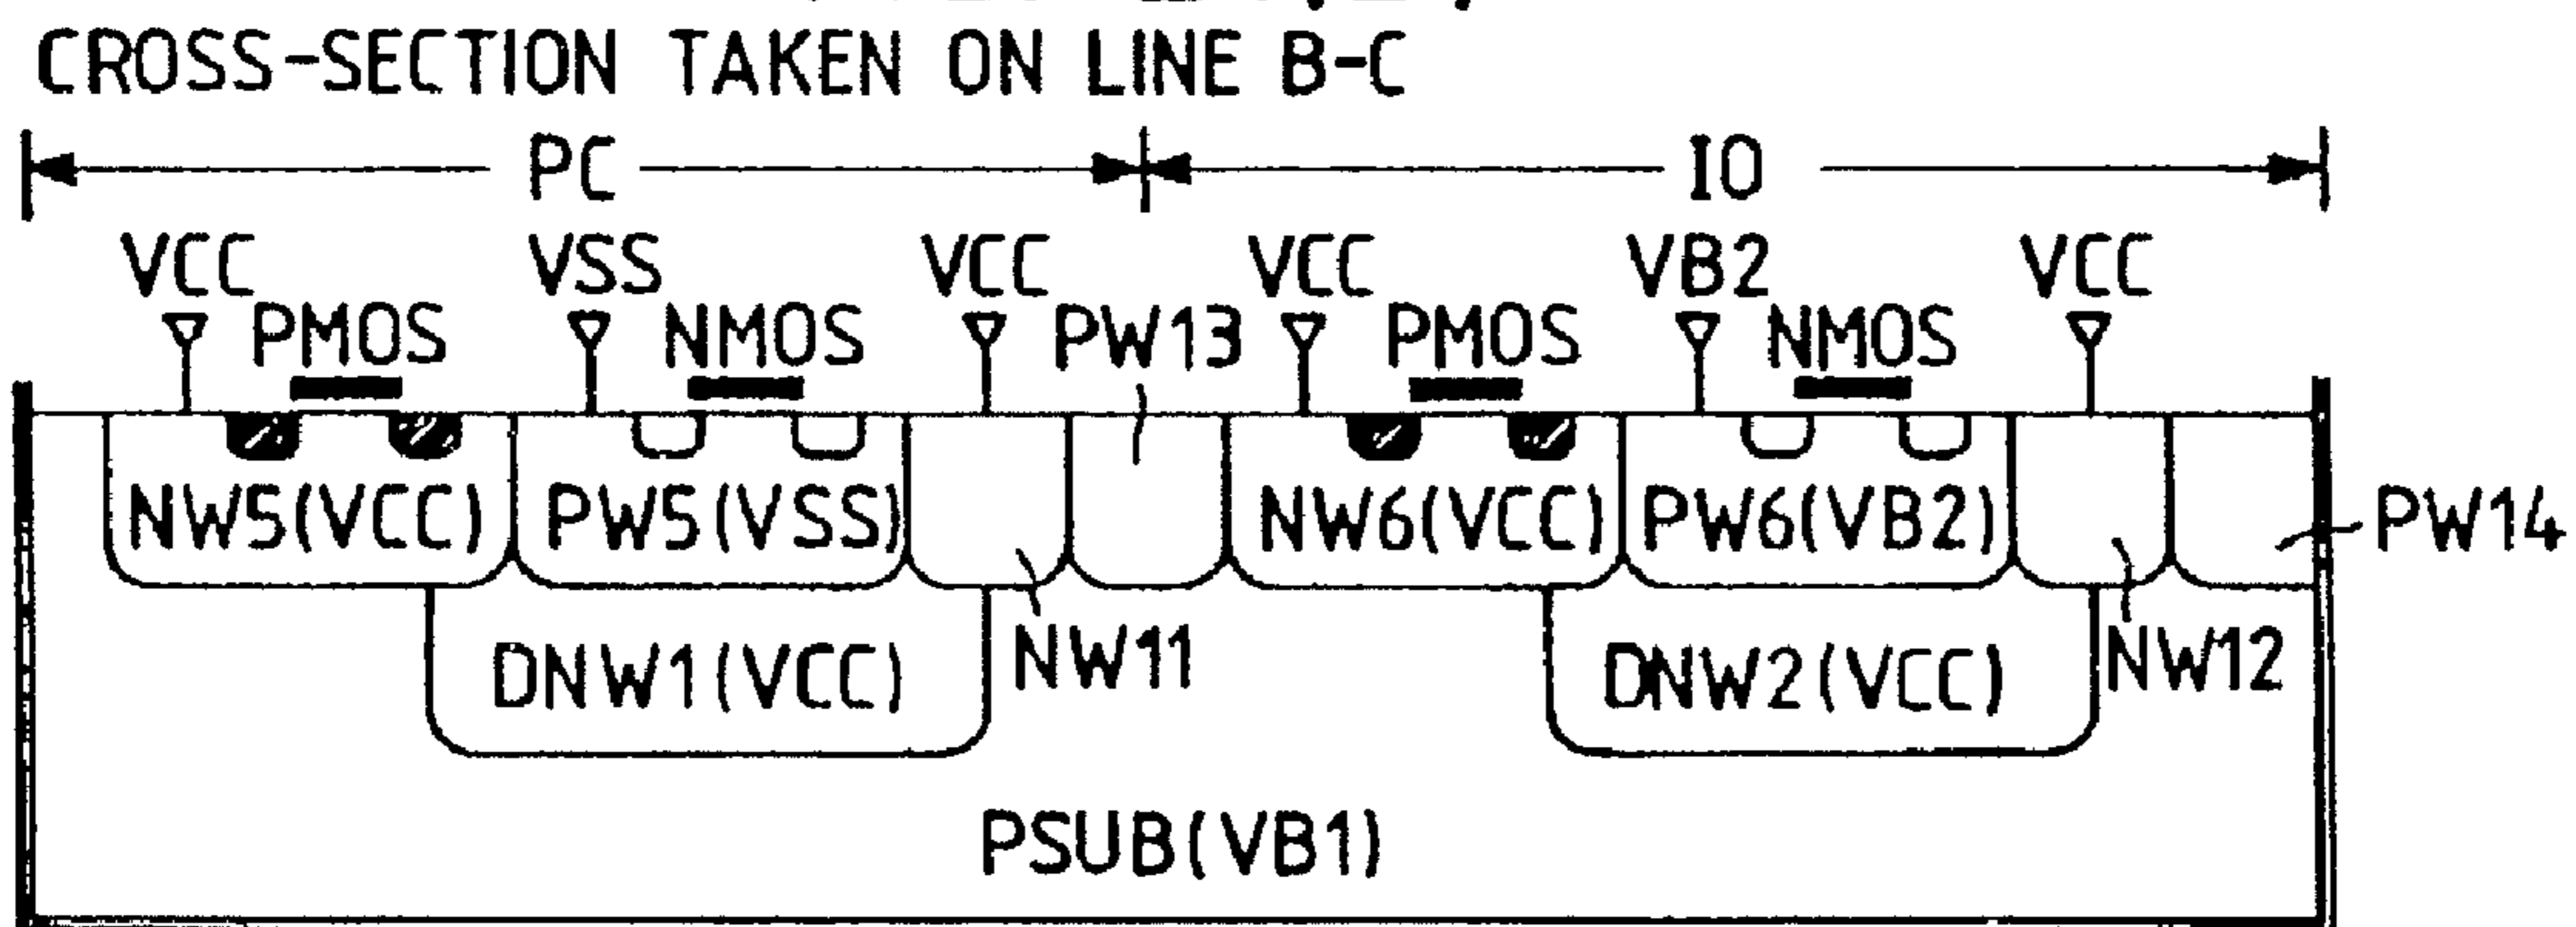 CROSS-SECTION TAKEN ON LINE B-C
PC IO
VCC VSS VCC VCC VB2 VCC
PMOS NMOS PW13 PMOS NMOS
NW5(VCC) PW5(VSS) NW6(VCC) PW6(VB2) PW14
DNW1(VCC) NW11 DNW2(VCC) NW12
PSUB(VB1)